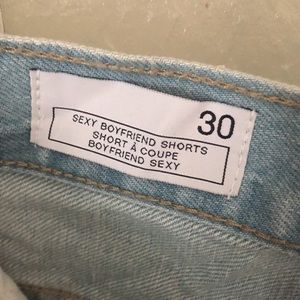 30
SEXY BOYFRIEND SHORTS
SHORT À COUPE
BOYFRIEND SEXY